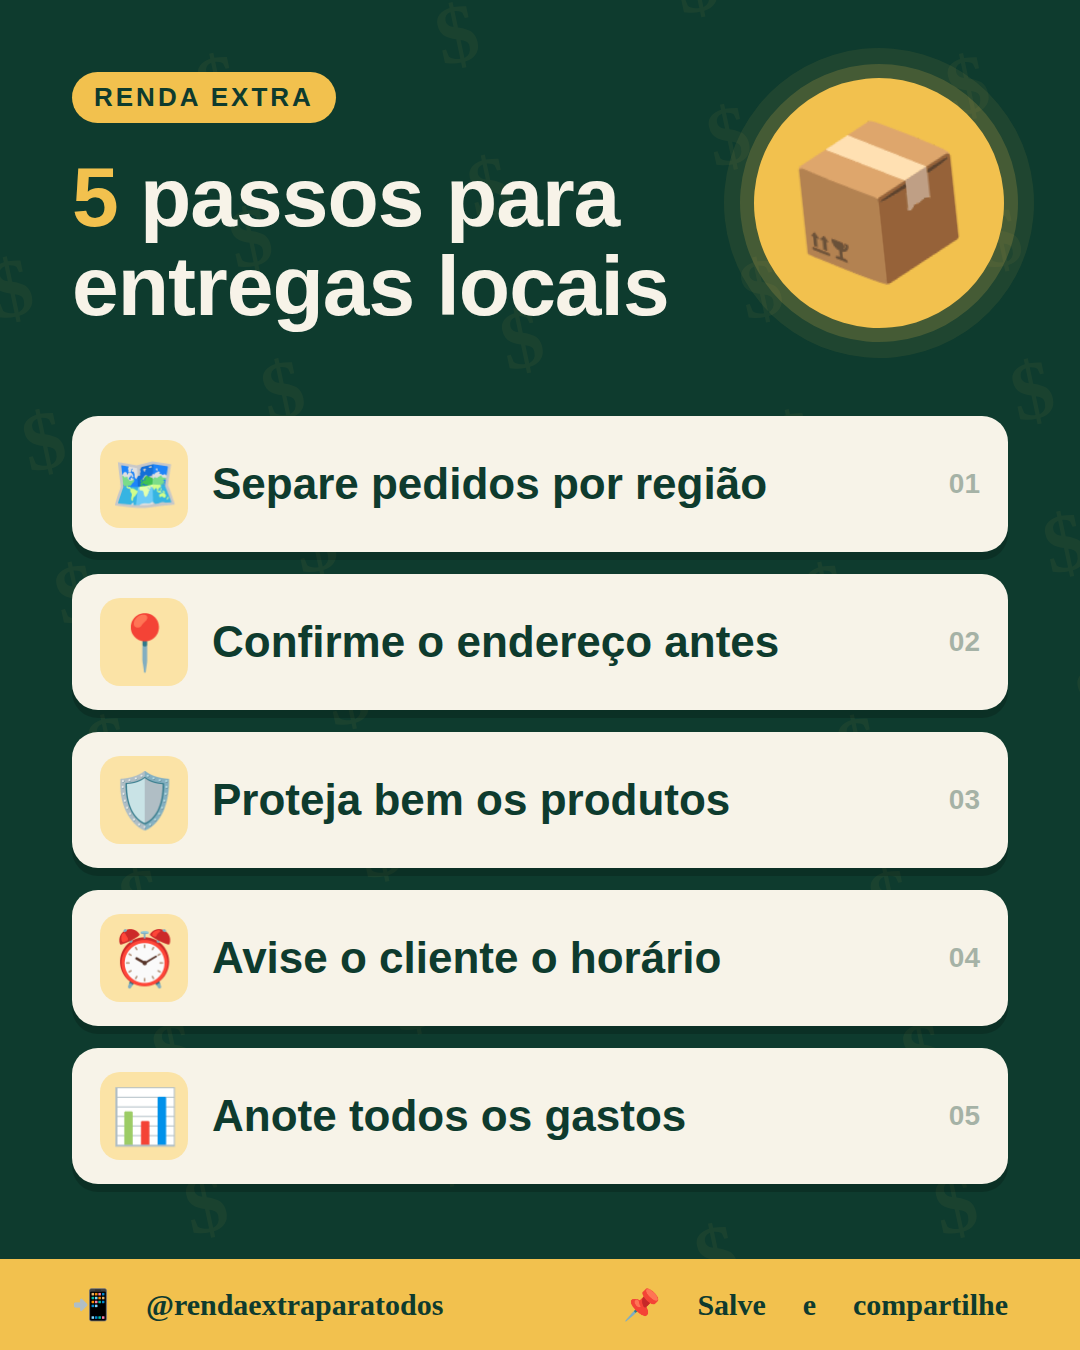 RENDA EXTRA
5 passos para
entregas locais
Separe pedidos por região 01
Confirme o endereço antes 02
Proteja bem os produtos 03
Avise o cliente o horário 04
Anote todos os gastos 05
@rendaextraparatodos Salve e compartilhe